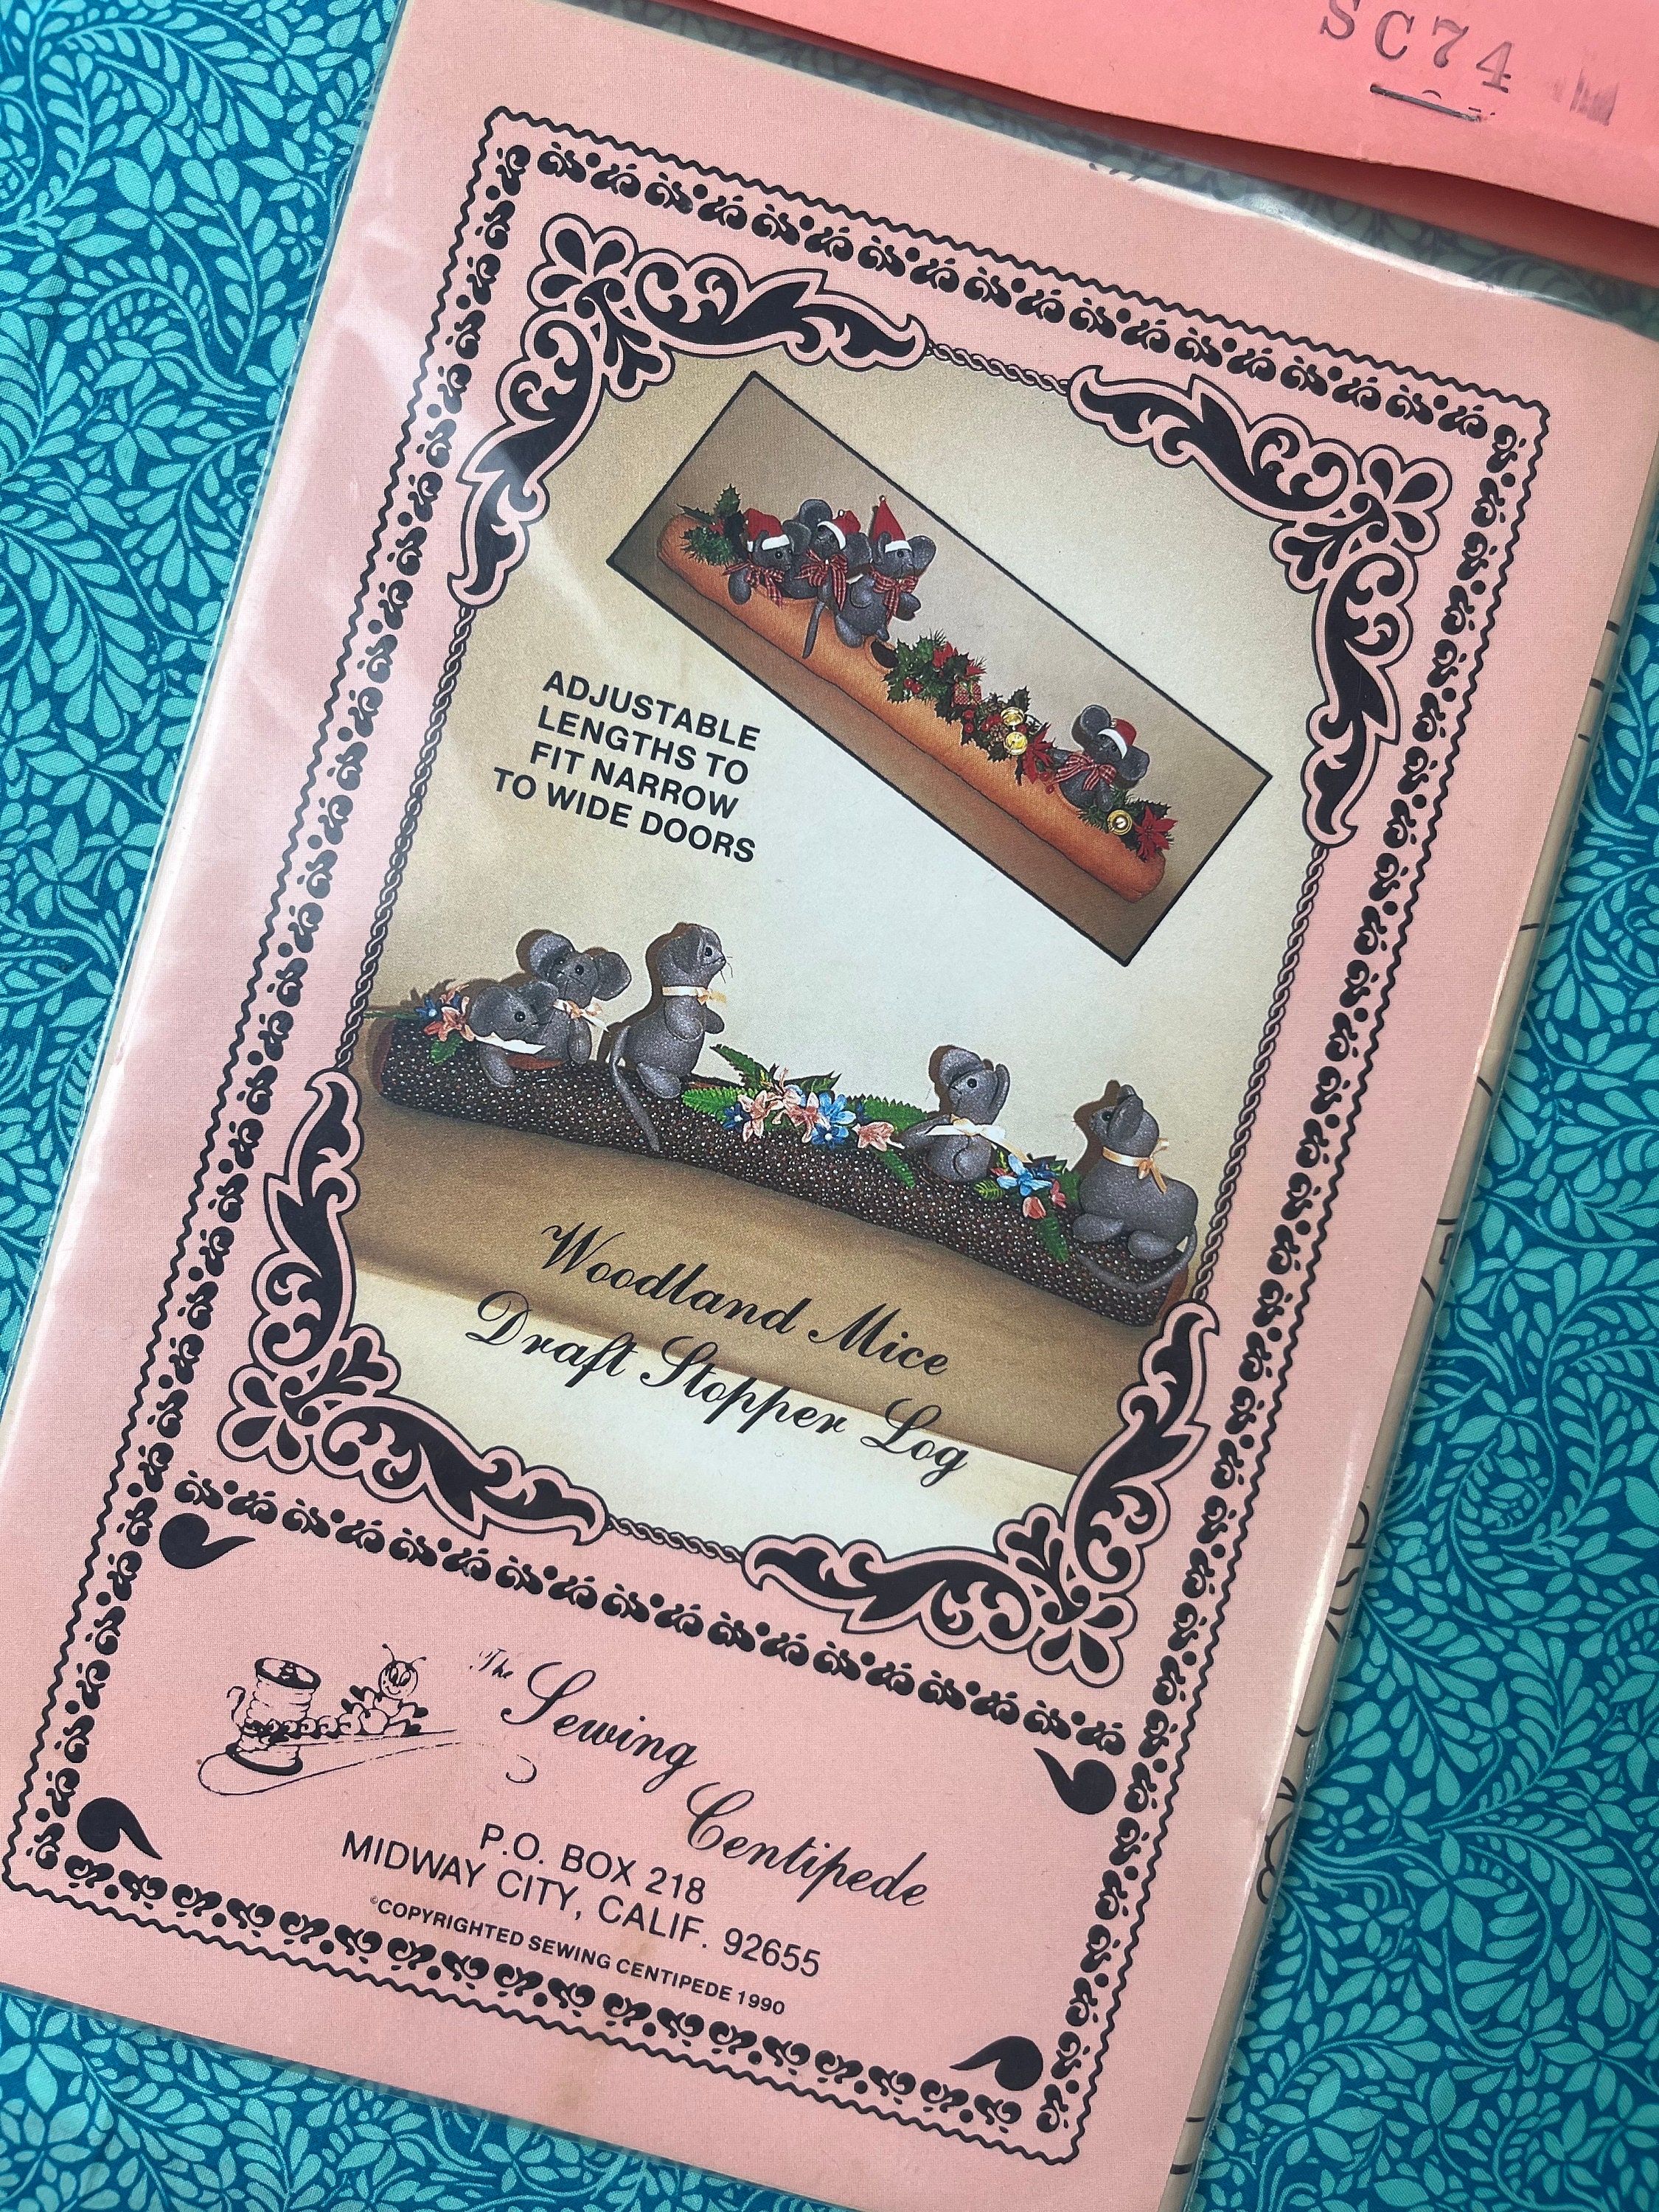 SC74
ADJUSTABLE
LENGTHS TO
FIT NARROW
TO WIDE DOORS
Woodland Mice
Draft Stopper Log
The Sewing
Centipede
P.O. BOX 218
MIDWAY CITY, CALIF. 92655
©COPYRIGHTED SEWING CENTIPEDE 1990